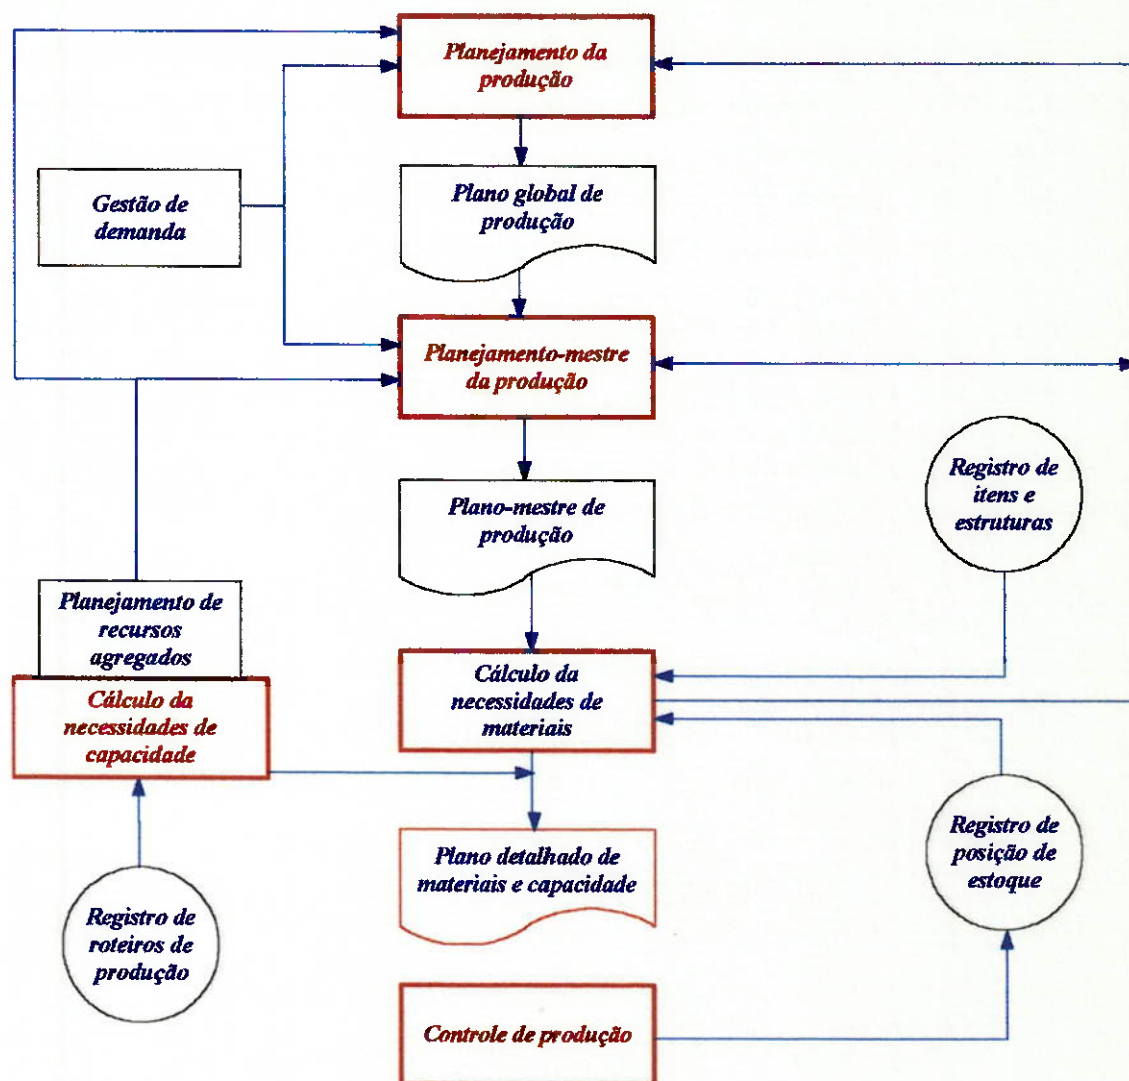 Planejamento da
produção
Plano global de
produção
Gestão de
demanda
Planejamento-mestre
da produção
Registro de
itens e
estruturas
Plano-mestre de
produção
Planejamento de
recursos
agregados
Cálculo da
necessidades de
capacidade
Cálculo da
necessidades de
materiais
Registro de
posição de
estoque
Plano detalhado de
materiais e capacidade
Registro de
roteiros de
produção
Controle de produção